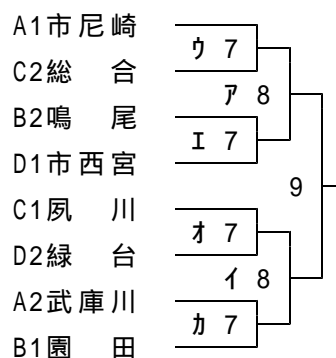 A1市尼崎
ウ 7
C2総　合
ア 8
B2鳴　尾
エ 7
D1市西宮
9
C1夙　川
オ 7
D2緑　台
イ 8
A2武庫川
カ 7
B1園　田